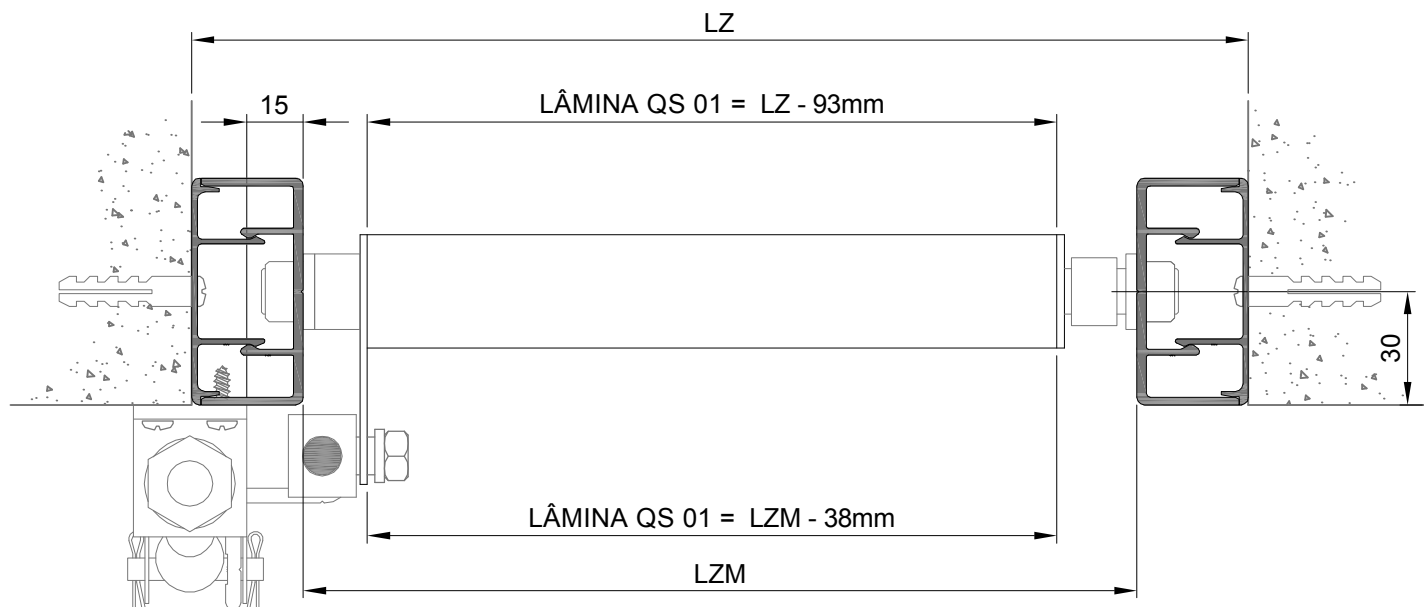 LZ
15
LÂMINA QS 01 = LZ - 93mm
30
LÂMINA QS 01 = LZM - 38mm
LZM